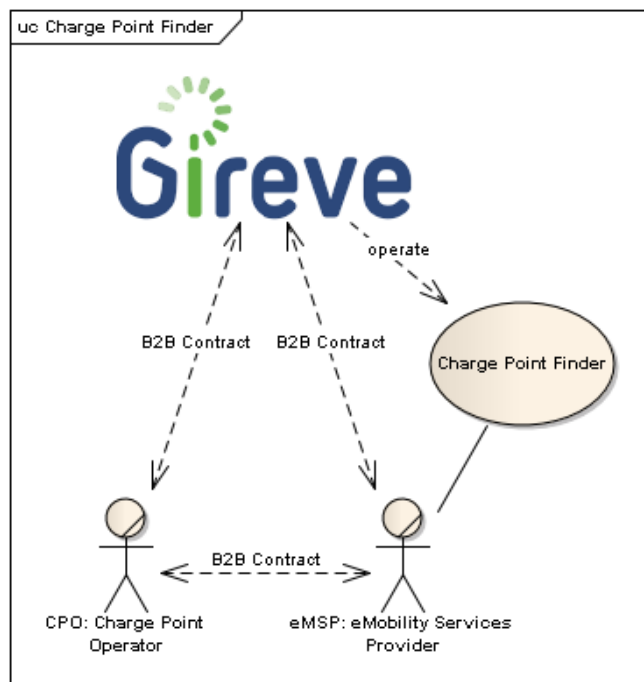 uc Charge Point Finder
Gireve
operate
B2B Contract
B2B Contract
Charge Point Finder
B2B Contract
CPO: Charge Point
Operator
eMSP: eMobility Services
Provider